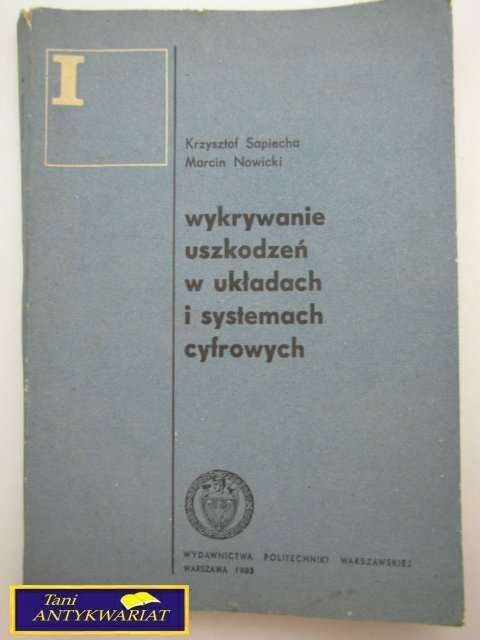 I
Krzysztof Sapiecha
Marcin Nowicki
wykrywanie
uszkodzeń
w układach
i systemach
cyfrowych
WYDAWNICTWA POLITECHNIKI WARSZAWSKIEJ
WARSZAWA 1983
Tani
ANTYKWARIAT